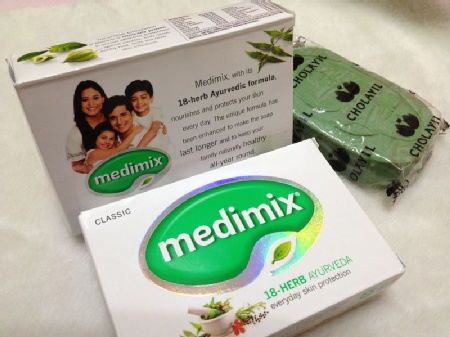 Medimix, with its
18-herb Ayurvedic formula,
nourishes and protects your skin
every day. The unique formula has
been enhanced to make the soap
last longer and to keep your
family naturally healthy
all-year round.
medimix
CHOLAYIL
CHOLAYIL
CLASSIC
medimix®
18-HERB AYURVEDA
everyday skin protection